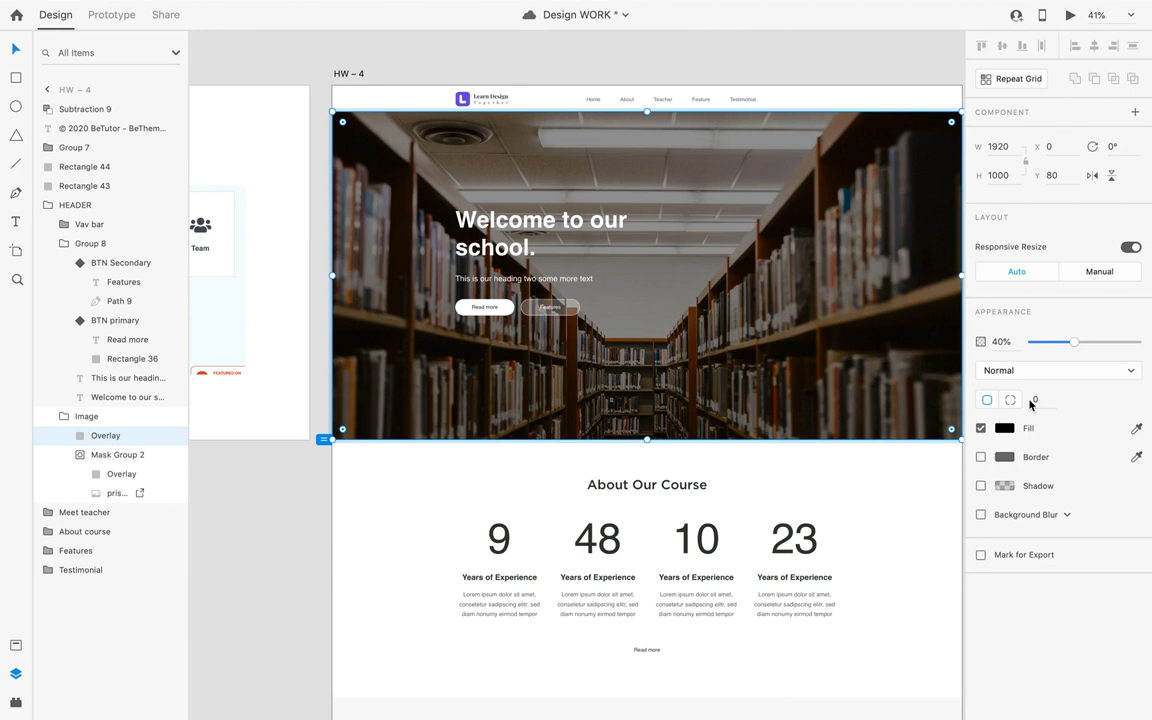 Design
Prototype
Share
Design WORK *
41%
All Items
HW – 4
Subtraction 9
© 2020 BeTutor - BeThem...
Group 7
Rectangle 44
Rectangle 43
HEADER
Vav bar
Group 8
BTN Secondary
Features
Path 9
BTN primary
Read more
Rectangle 36
This is our headin...
Welcome to our s...
Image
Overlay
Mask Group 2
Overlay
pris...
Meet teacher
About course
Features
Testimonial
Team
FEATURED ON
HW – 4
L
Learn Design
Together
Home
About
Teacher
Feature
Testimonial
Welcome to our
school.
This is our heading two some more text
Read more
Features
About Our Course
9
48
10
23
Years of Experience
Years of Experience
Years of Experience
Years of Experience
Lorem ipsum dolor sit amet,
consetetur sadipscing elitr, sed
diam nonumy eirmod tempor
Lorem ipsum dolor sit amet,
consetetur sadipscing elitr, sed
diam nonumy eirmod tempor
Lorem ipsum dolor sit amet,
consetetur sadipscing elitr, sed
diam nonumy eirmod tempor
Lorem ipsum dolor sit amet,
consetetur sadipscing elitr, sed
diam nonumy eirmod tempor
Read more
Repeat Grid
COMPONENT
W 1920 X 0 0°
H 1000 Y 80
LAYOUT
Responsive Resize
Auto
Manual
APPEARANCE
40%
Normal
0
Fill
Border
Shadow
Background Blur
Mark for Export